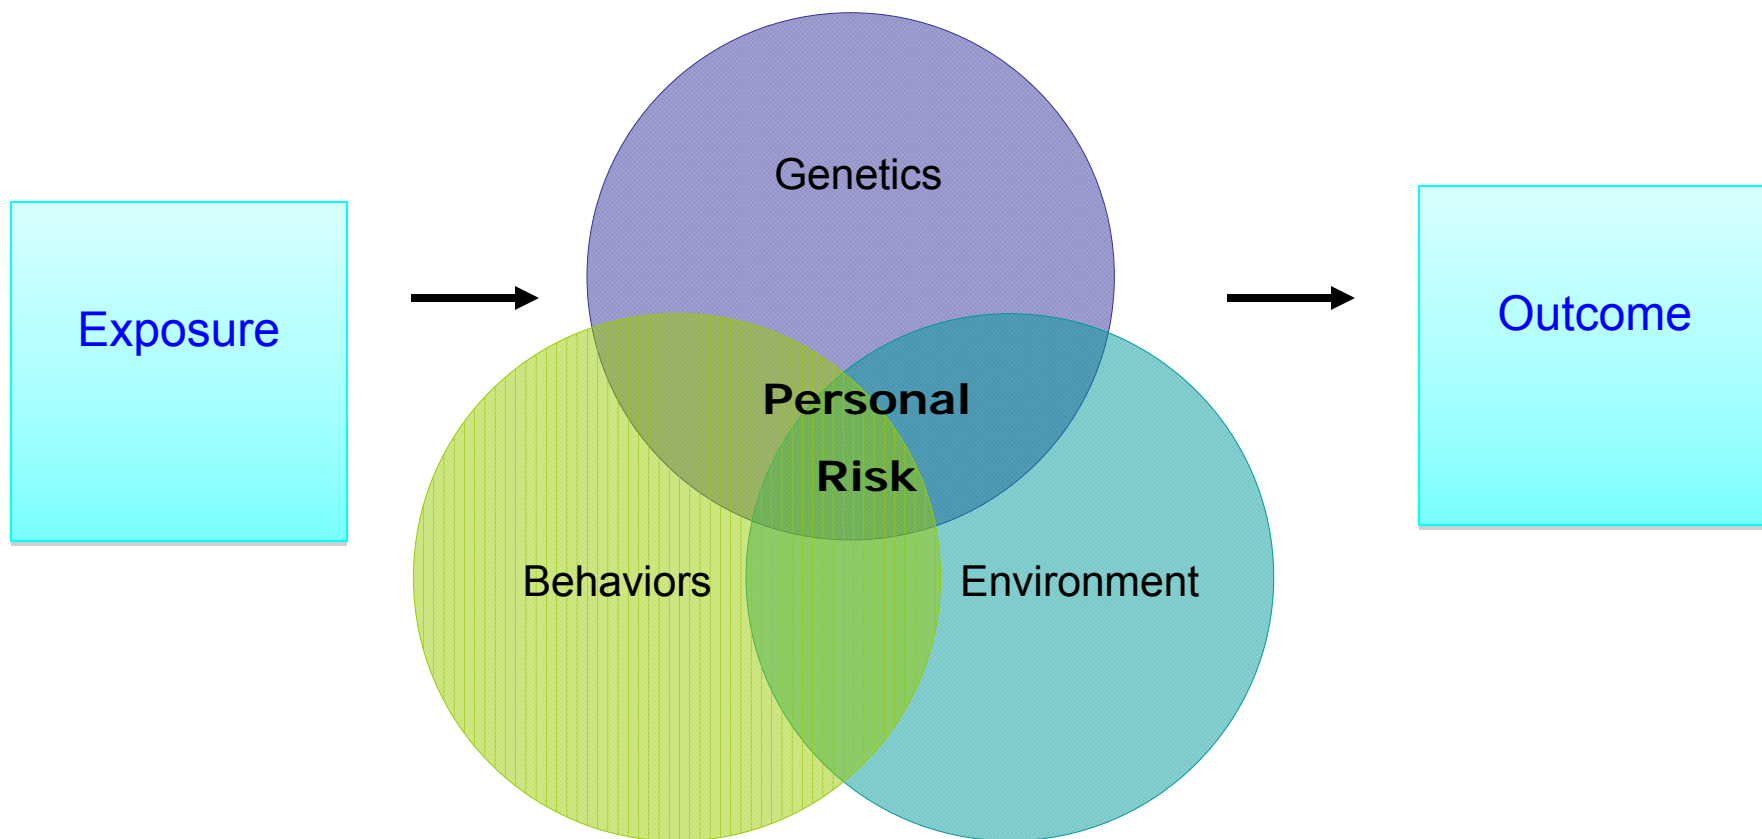 Genetics
Exposure
Outcome
Personal
Risk
Behaviors
Environment